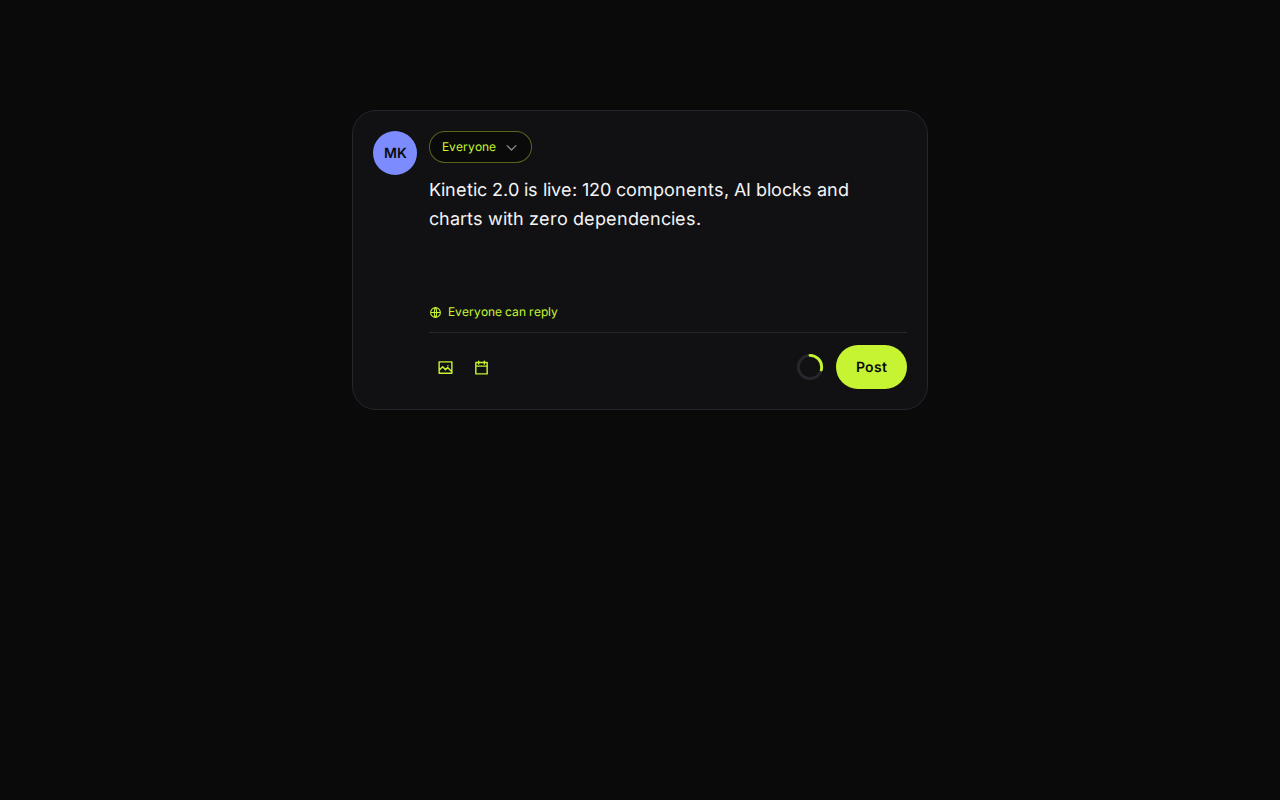 MK
Everyone
Kinetic 2.0 is live: 120 components, AI blocks and
charts with zero dependencies.
Everyone can reply
Post